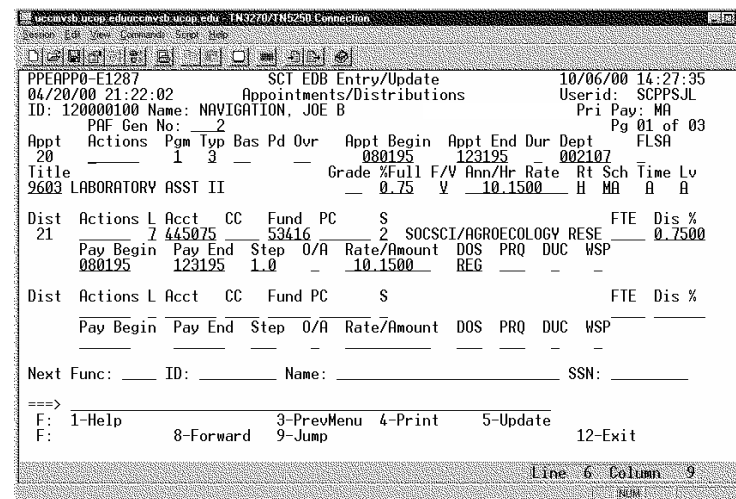 uccmvsb.ucop.eduuccmvsb.ucop.edu - TN3270/TN5250 Connection
Session Edit View Commands Script Help
PPEAPP0-E1287 SCT EDB Entry/Update 10/06/00 14:27:35
04/20/00 21:22:02 Appointments/Distributions Userid: SCPPSJL
ID: 120000100 Name: NAVIGATION, JOE B Pri Pay: MA
PAF Gen No: 2 Pg 01 of 03
Appt Actions Pgm Typ Bas Pd Ovr Appt Begin Appt End Dur Dept FLSA
20 1 3 080195 123195 002107
Title Grade %Full F/V Ann/Hr Rate Rt Sch Time Lv
9603 LABORATORY ASST II 0.75 V 10.1500 H MA A A
Dist Actions L Acct CC Fund PC S FTE Dis %
21 7 445075 53416 2 SOCSCI/AGROECOLOGY RESE 0.7500
Pay Begin Pay End Step O/A Rate/Amount DOS PRQ DUC WSP
080195 123195 1.0 10.1500 REG
Dist Actions L Acct CC Fund PC S FTE Dis %
Pay Begin Pay End Step O/A Rate/Amount DOS PRQ DUC WSP
Next Func: ID: Name: SSN:
===>
F: 1-Help 3-PrevMenu 4-Print 5-Update
F: 8-Forward 9-Jump 12-Exit
Line 6 Column 9
NUM